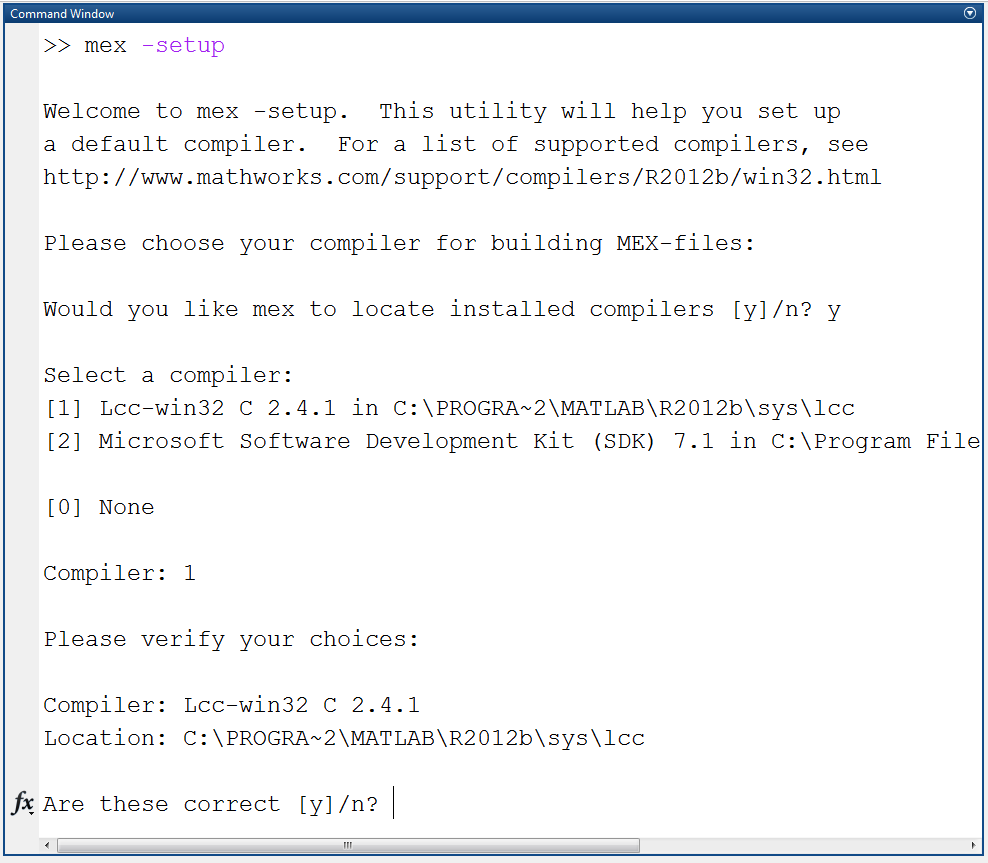 Command Window
>> mex -setup
Welcome to mex -setup.  This utility will help you set up
a default compiler.  For a list of supported compilers, see
http://www.mathworks.com/support/compilers/R2012b/win32.html
Please choose your compiler for building MEX-files:
Would you like mex to locate installed compilers [y]/n? y
Select a compiler:
[1] Lcc-win32 C 2.4.1 in C:\PROGRA~2\MATLAB\R2012b\sys\lcc
[2] Microsoft Software Development Kit (SDK) 7.1 in C:\Program File
[0] None
Compiler: 1
Please verify your choices:
Compiler: Lcc-win32 C 2.4.1
Location: C:\PROGRA~2\MATLAB\R2012b\sys\lcc
fx Are these correct [y]/n?